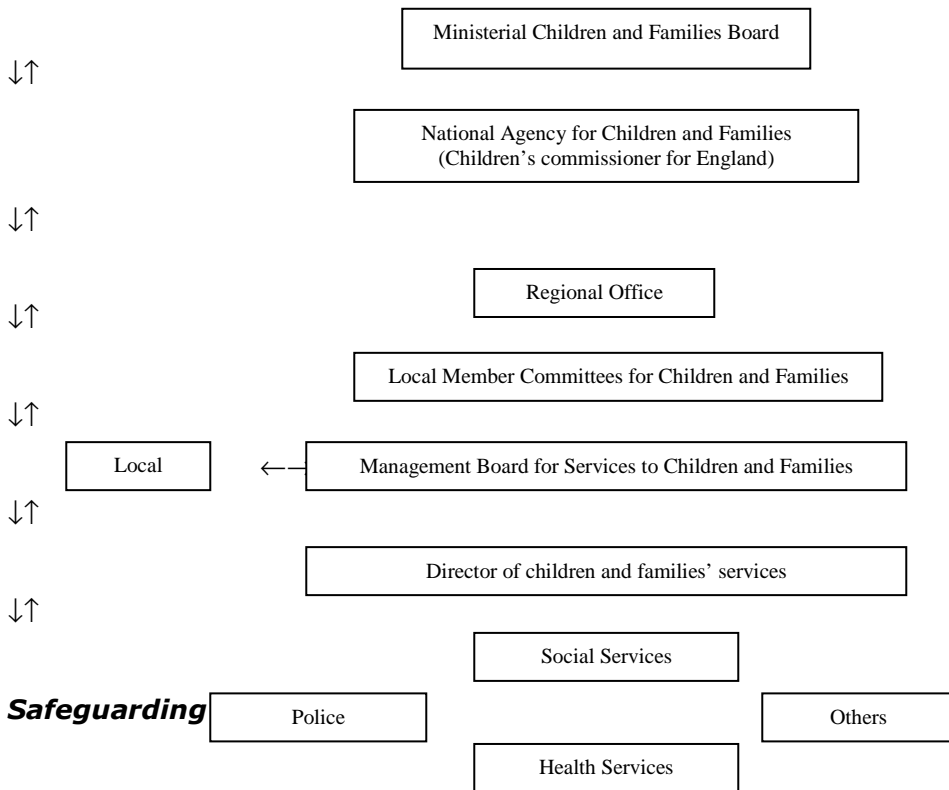 Ministerial Children and Families Board
↓↑
National Agency for Children and Families
(Children’s commissioner for England)
↓↑
Regional Office
↓↑
Local Member Committees for Children and Families
↓↑
Local
←
Management Board for Services to Children and Families
↓↑
Director of children and families’ services
↓↑
Social Services
Safeguarding
Police
Others
Health Services